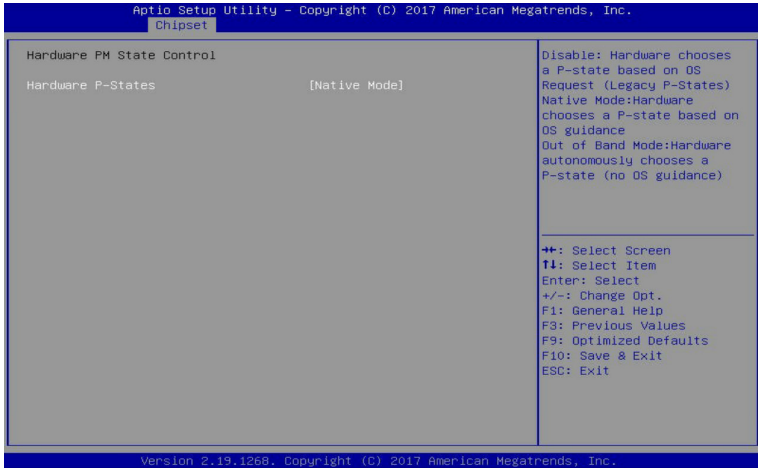 Aptio Setup Utility – Copyright (C) 2017 American Megatrends, Inc.
Chipset
Hardware PM State Control
Hardware P-States [Native Mode]
Disable: Hardware chooses
a P-state based on OS
Request (Legacy P-States)
Native Mode:Hardware
chooses a P-state based on
OS guidance
Out of Band Mode:Hardware
autonomously chooses a
P-state (no OS guidance)
→←: Select Screen
↑↓: Select Item
Enter: Select
+/-: Change Opt.
F1: General Help
F3: Previous Values
F9: Optimized Defaults
F10: Save & Exit
ESC: Exit
Version 2.19.1268. Copyright (C) 2017 American Megatrends, Inc.